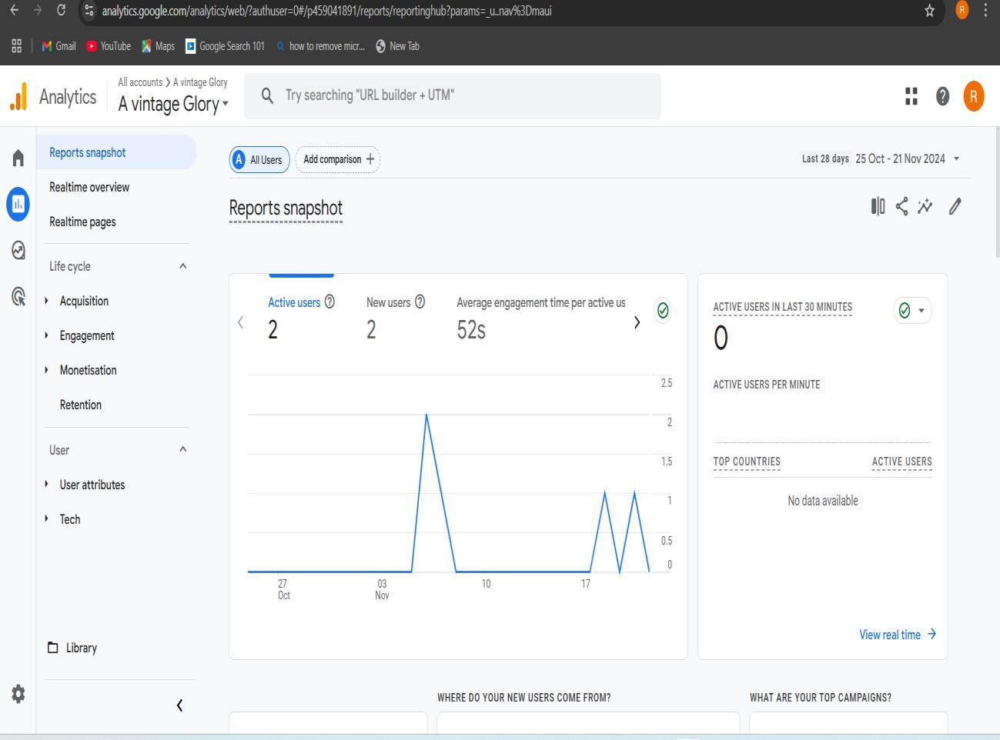 analytics.google.com/analytics/web/?authuser=0#/p459041891/reports/reportinghub?params=_u..nav%3Dmaui
R
Gmail
YouTube
Maps
Google Search 101
how to remove micr...
New Tab
Analytics
All accounts > A vintage Glory
A vintage Glory
Try searching "URL builder + UTM"
R
Reports snapshot
Realtime overview
Realtime pages
Life cycle
Acquisition
Engagement
Monetisation
Retention
User
User attributes
Tech
Library
A All Users
Add comparison +
Last 28 days 25 Oct - 21 Nov 2024
Reports snapshot
Active users
2
New users
2
Average engagement time per active us
52s
2.5
2
1.5
1
0.5
0
27
Oct
03
Nov
10
17
ACTIVE USERS IN LAST 30 MINUTES
0
ACTIVE USERS PER MINUTE
TOP COUNTRIES
ACTIVE USERS
No data available
View real time
WHERE DO YOUR NEW USERS COME FROM?
WHAT ARE YOUR TOP CAMPAIGNS?